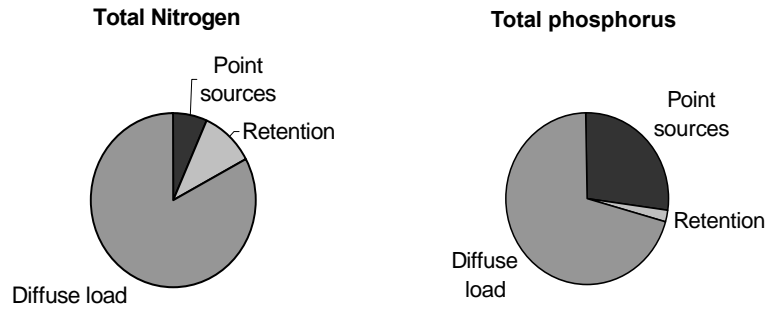 Total Nitrogen
Point
sources
Retention
Diffuse load
Total phosphorus
Point
sources
Retention
Diffuse
load